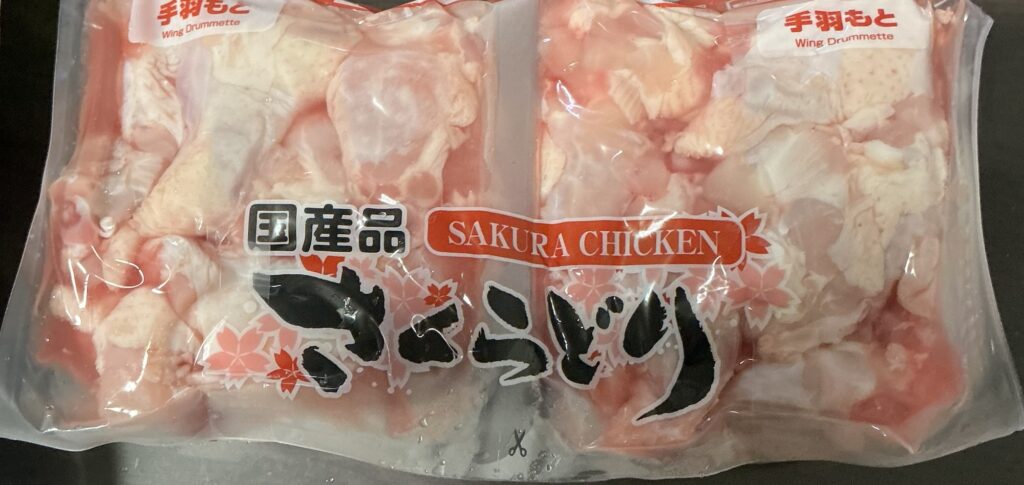 手羽もと
Wing Drummette
手羽もと
Wing Drummette
国産品
SAKURA CHICKEN
さくらどり